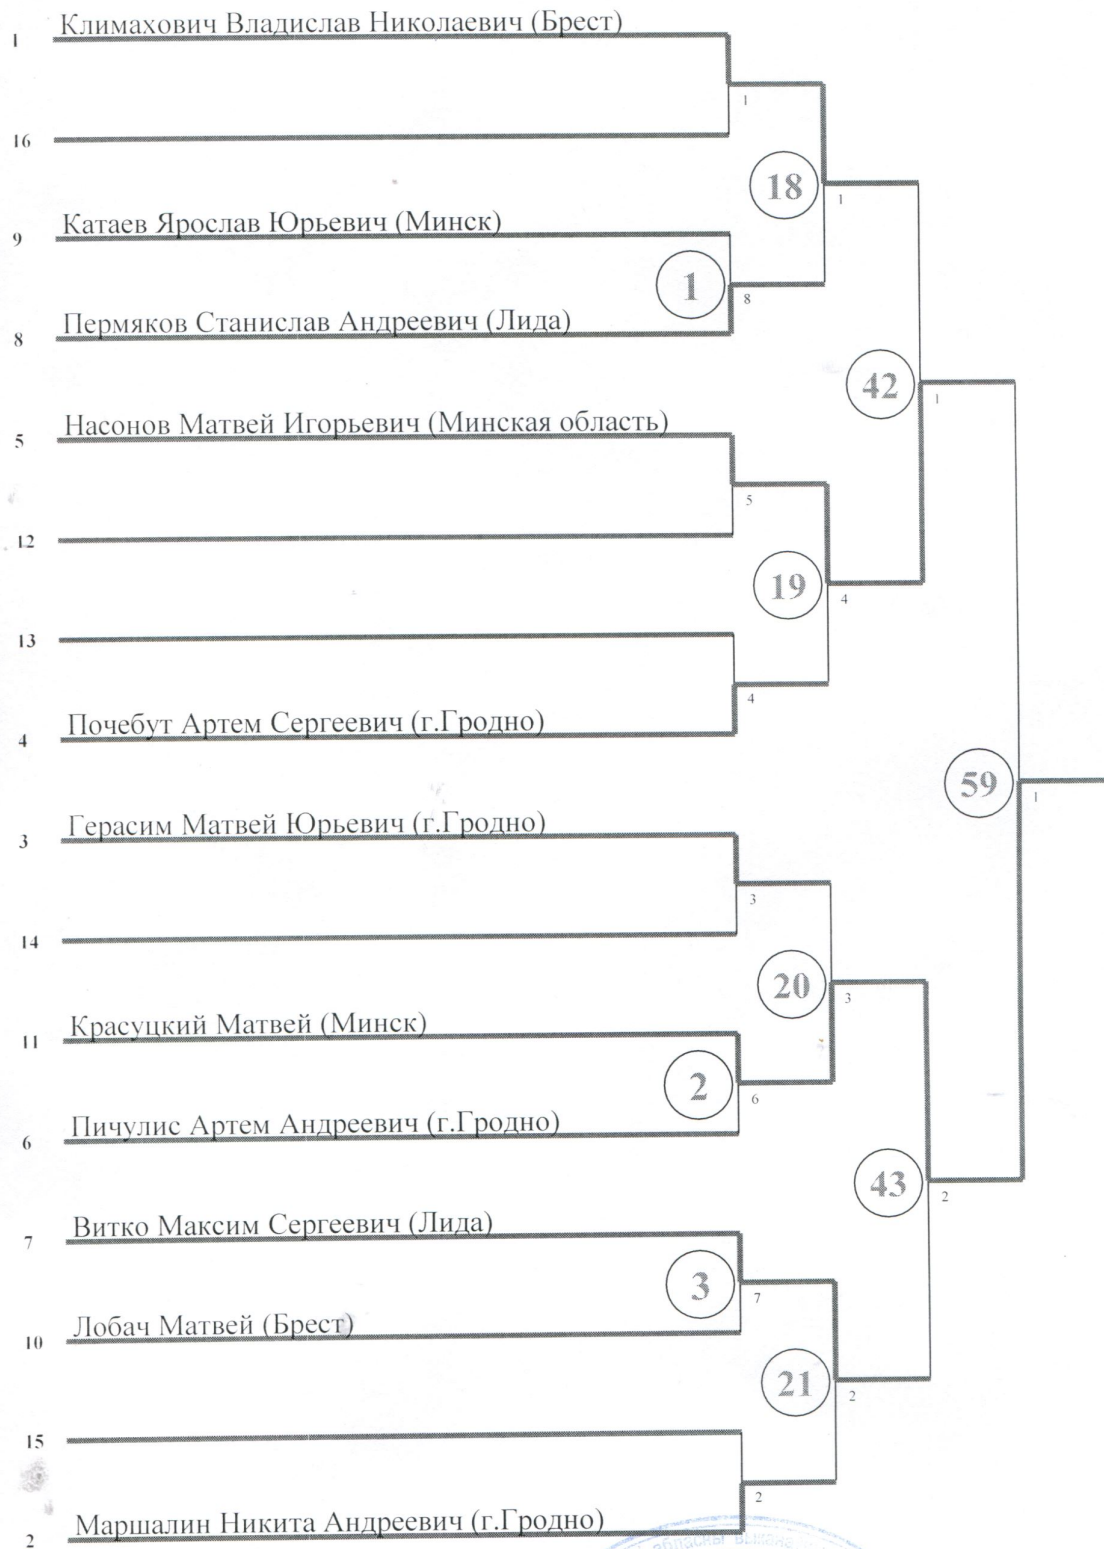 1 Климахович Владислав Николаевич (Брест)
1
16
18
1
9 Катаев Ярослав Юрьевич (Минск)
1
8
8 Пермяков Станислав Андреевич (Лида)
42
1
5 Насонов Матвей Игорьевич (Минская область)
5
12
19
4
13
4
4 Почебут Артем Сергеевич (г.Гродно)
59
1
3 Герасим Матвей Юрьевич (г.Гродно)
3
14
20
3
11 Красуцкий Матвей (Минск)
2
6
6 Пичулис Артем Андреевич (г.Гродно)
43
2
7 Витко Максим Сергеевич (Лида)
3
7
10 Лобач Матвей (Брест)
21
2
15
2
2 Маршалин Никита Андреевич (г.Гродно)